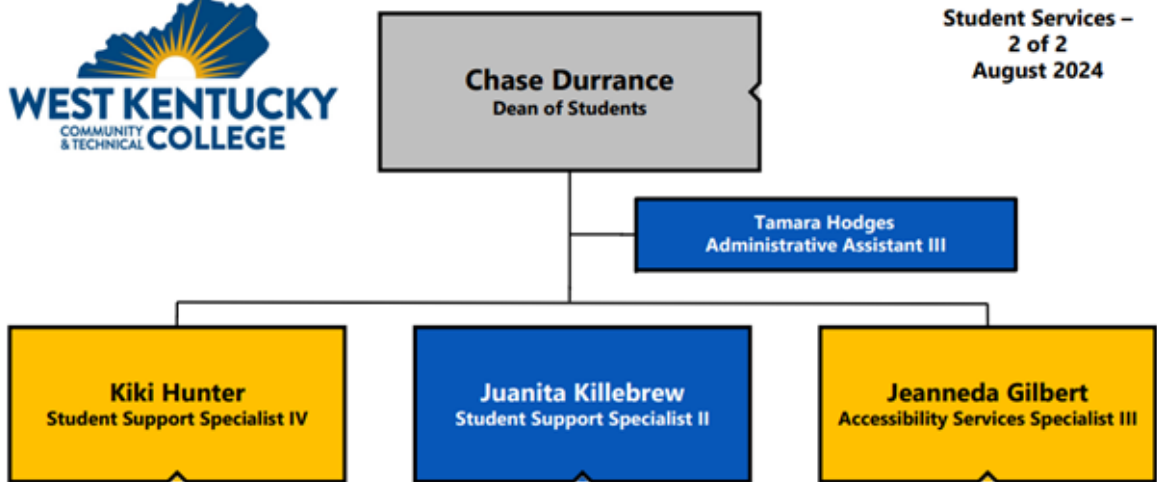 WEST KENTUCKY
COMMUNITY
& TECHNICAL
COLLEGE
Student Services –
2 of 2
August 2024
Chase Durrance
Dean of Students
Tamara Hodges
Administrative Assistant III
Kiki Hunter
Student Support Specialist IV
Juanita Killebrew
Student Support Specialist II
Jeanneda Gilbert
Accessibility Services Specialist III